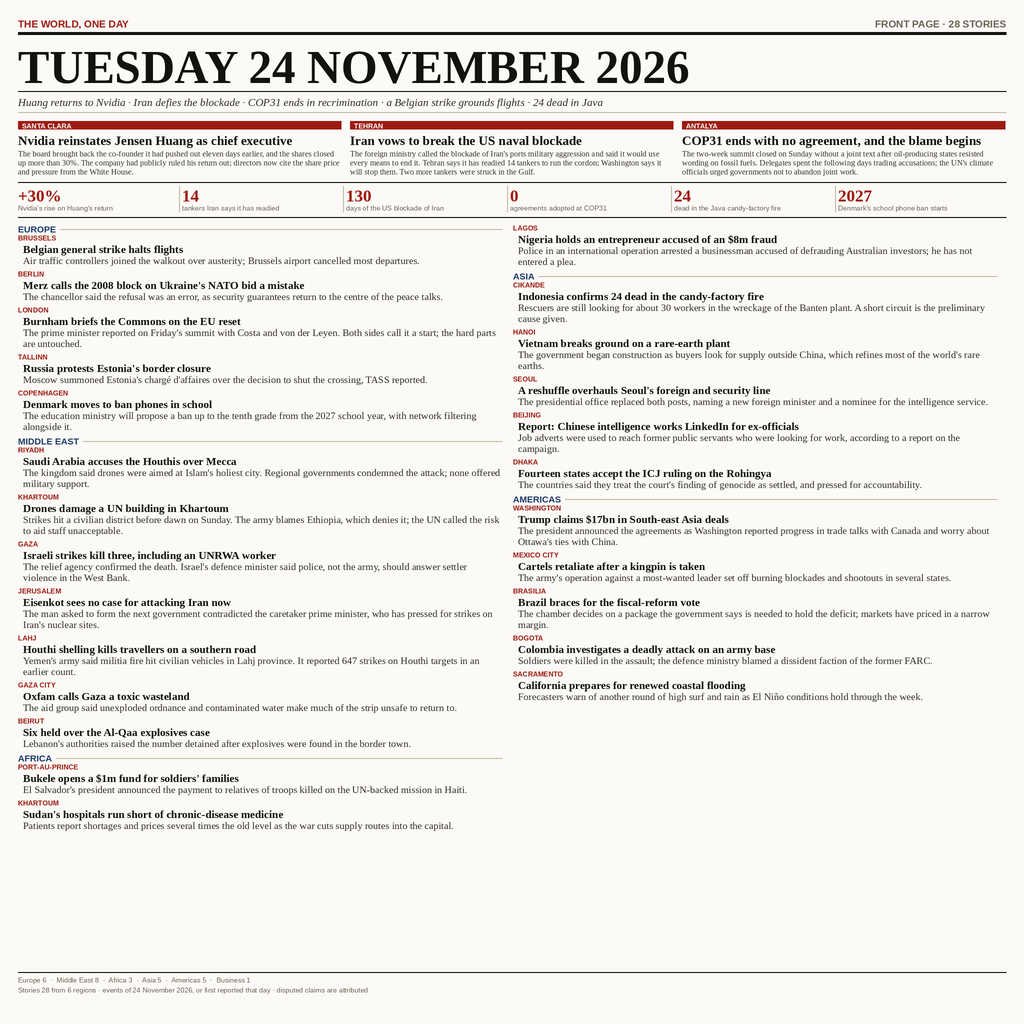 THE WORLD, ONE DAY
FRONT PAGE · 28 STORIES
TUESDAY 24 NOVEMBER 2026
Huang returns to Nvidia · Iran defies the blockade · COP31 ends in recrimination · a Belgian strike grounds flights · 24 dead in Java
SANTA CLARA
Nvidia reinstates Jensen Huang as chief executive
The board brought back the co-founder it had pushed out eleven days earlier, and the shares closed
up more than 30%. The company had publicly ruled his return out; directors now cite the share price
and pressure from the White House.
TEHRAN
Iran vows to break the US naval blockade
The foreign ministry called the blockade of Iran's ports military aggression and said it would use
every means to end it. Tehran says it has readied 14 tankers to run the cordon; Washington says it
will stop them. Two more tankers were struck in the Gulf.
ANTALYA
COP31 ends with no agreement, and the blame begins
The two-week summit closed on Sunday without a joint text after oil-producing states resisted
wording on fossil fuels. Delegates spent the following days trading accusations; the UN's climate
officials urged governments not to abandon joint work.
+30%
Nvidia's rise on Huang's return
14
tankers Iran says it has readied
130
days of the US blockade of Iran
0
agreements adopted at COP31
24
dead in the Java candy-factory fire
2027
Denmark's school phone ban starts
EUROPE
BRUSSELS
Belgian general strike halts flights
Air traffic controllers joined the walkout over austerity; Brussels airport cancelled most departures.
BERLIN
Merz calls the 2008 block on Ukraine's NATO bid a mistake
The chancellor said the refusal was an error, as security guarantees return to the centre of the peace talks.
LONDON
Burnham briefs the Commons on the EU reset
The prime minister reported on Friday's summit with Costa and von der Leyen. Both sides call it a start; the hard parts
are untouched.
TALLINN
Russia protests Estonia's border closure
Moscow summoned Estonia's chargé d'affaires over the decision to shut the crossing, TASS reported.
COPENHAGEN
Denmark moves to ban phones in school
The education ministry will propose a ban up to the tenth grade from the 2027 school year, with network filtering
alongside it.
MIDDLE EAST
RIYADH
Saudi Arabia accuses the Houthis over Mecca
The kingdom said drones were aimed at Islam's holiest city. Regional governments condemned the attack; none offered
military support.
KHARTOUM
Drones damage a UN building in Khartoum
Strikes hit a civilian district before dawn on Sunday. The army blames Ethiopia, which denies it; the UN called the risk
to aid staff unacceptable.
GAZA
Israeli strikes kill three, including an UNRWA worker
The relief agency confirmed the death. Israel's defence minister said police, not the army, should answer settler
violence in the West Bank.
JERUSALEM
Eisenkot sees no case for attacking Iran now
The man asked to form the next government contradicted the caretaker prime minister, who has pressed for strikes on
Iran's nuclear sites.
LAHJ
Houthi shelling kills travellers on a southern road
Yemen's army said militia fire hit civilian vehicles in Lahj province. It reported 647 strikes on Houthi targets in an
earlier count.
GAZA CITY
Oxfam calls Gaza a toxic wasteland
The aid group said unexploded ordnance and contaminated water make much of the strip unsafe to return to.
BEIRUT
Six held over the Al-Qaa explosives case
Lebanon's authorities raised the number detained after explosives were found in the border town.
AFRICA
PORT-AU-PRINCE
Bukele opens a $1m fund for soldiers' families
El Salvador's president announced the payment to relatives of troops killed on the UN-backed mission in Haiti.
KHARTOUM
Sudan's hospitals run short of chronic-disease medicine
Patients report shortages and prices several times the old level as the war cuts supply routes into the capital.
LAGOS
Nigeria holds an entrepreneur accused of an $8m fraud
Police in an international operation arrested a businessman accused of defrauding Australian investors; he has not
entered a plea.
ASIA
CIKANDE
Indonesia confirms 24 dead in the candy-factory fire
Rescuers are still looking for about 30 workers in the wreckage of the Banten plant. A short circuit is the preliminary
cause given.
HANOI
Vietnam breaks ground on a rare-earth plant
The government began construction as buyers look for supply outside China, which refines most of the world's rare
earths.
SEOUL
A reshuffle overhauls Seoul's foreign and security line
The presidential office replaced both posts, naming a new foreign minister and a nominee for the intelligence service.
BEIJING
Report: Chinese intelligence works LinkedIn for ex-officials
Job adverts were used to reach former public servants who were looking for work, according to a report on the
campaign.
DHAKA
Fourteen states accept the ICJ ruling on the Rohingya
The countries said they treat the court's finding of genocide as settled, and pressed for accountability.
AMERICAS
WASHINGTON
Trump claims $17bn in South-east Asia deals
The president announced the agreements as Washington reported progress in trade talks with Canada and worry about
Ottawa's ties with China.
MEXICO CITY
Cartels retaliate after a kingpin is taken
The army's operation against a most-wanted leader set off burning blockades and shootouts in several states.
BRASILIA
Brazil braces for the fiscal-reform vote
The chamber decides on a package the government says is needed to hold the deficit; markets have priced in a narrow
margin.
BOGOTA
Colombia investigates a deadly attack on an army base
Soldiers were killed in the assault; the defence ministry blamed a dissident faction of the former FARC.
SACRAMENTO
California prepares for renewed coastal flooding
Forecasters warn of another round of high surf and rain as El Niño conditions hold through the week.
Europe 6 · Middle East 8 · Africa 3 · Asia 5 · Americas 5 · Business 1
Stories 28 from 6 regions · events of 24 November 2026, or first reported that day · disputed claims are attributed